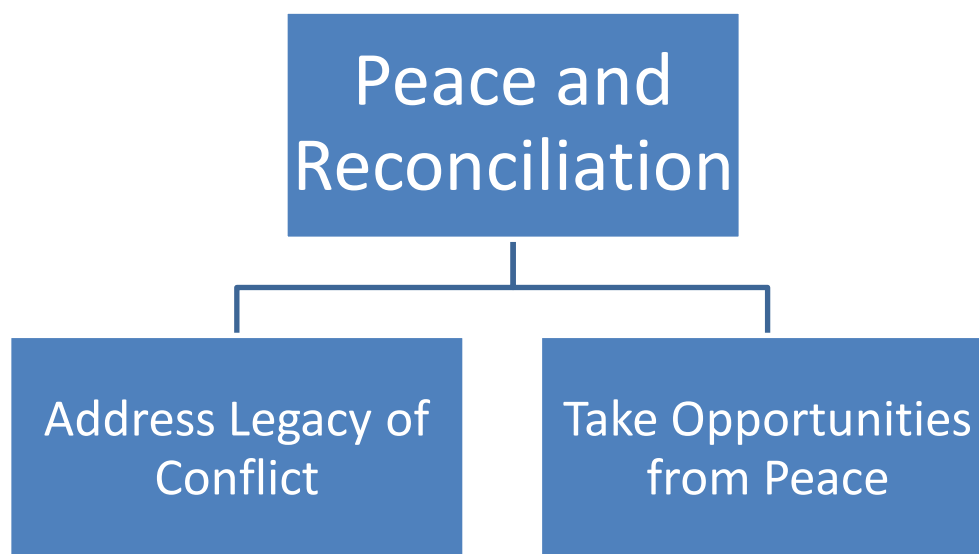 Peace and
Reconciliation
Address Legacy of
Conflict
Take Opportunities
from Peace